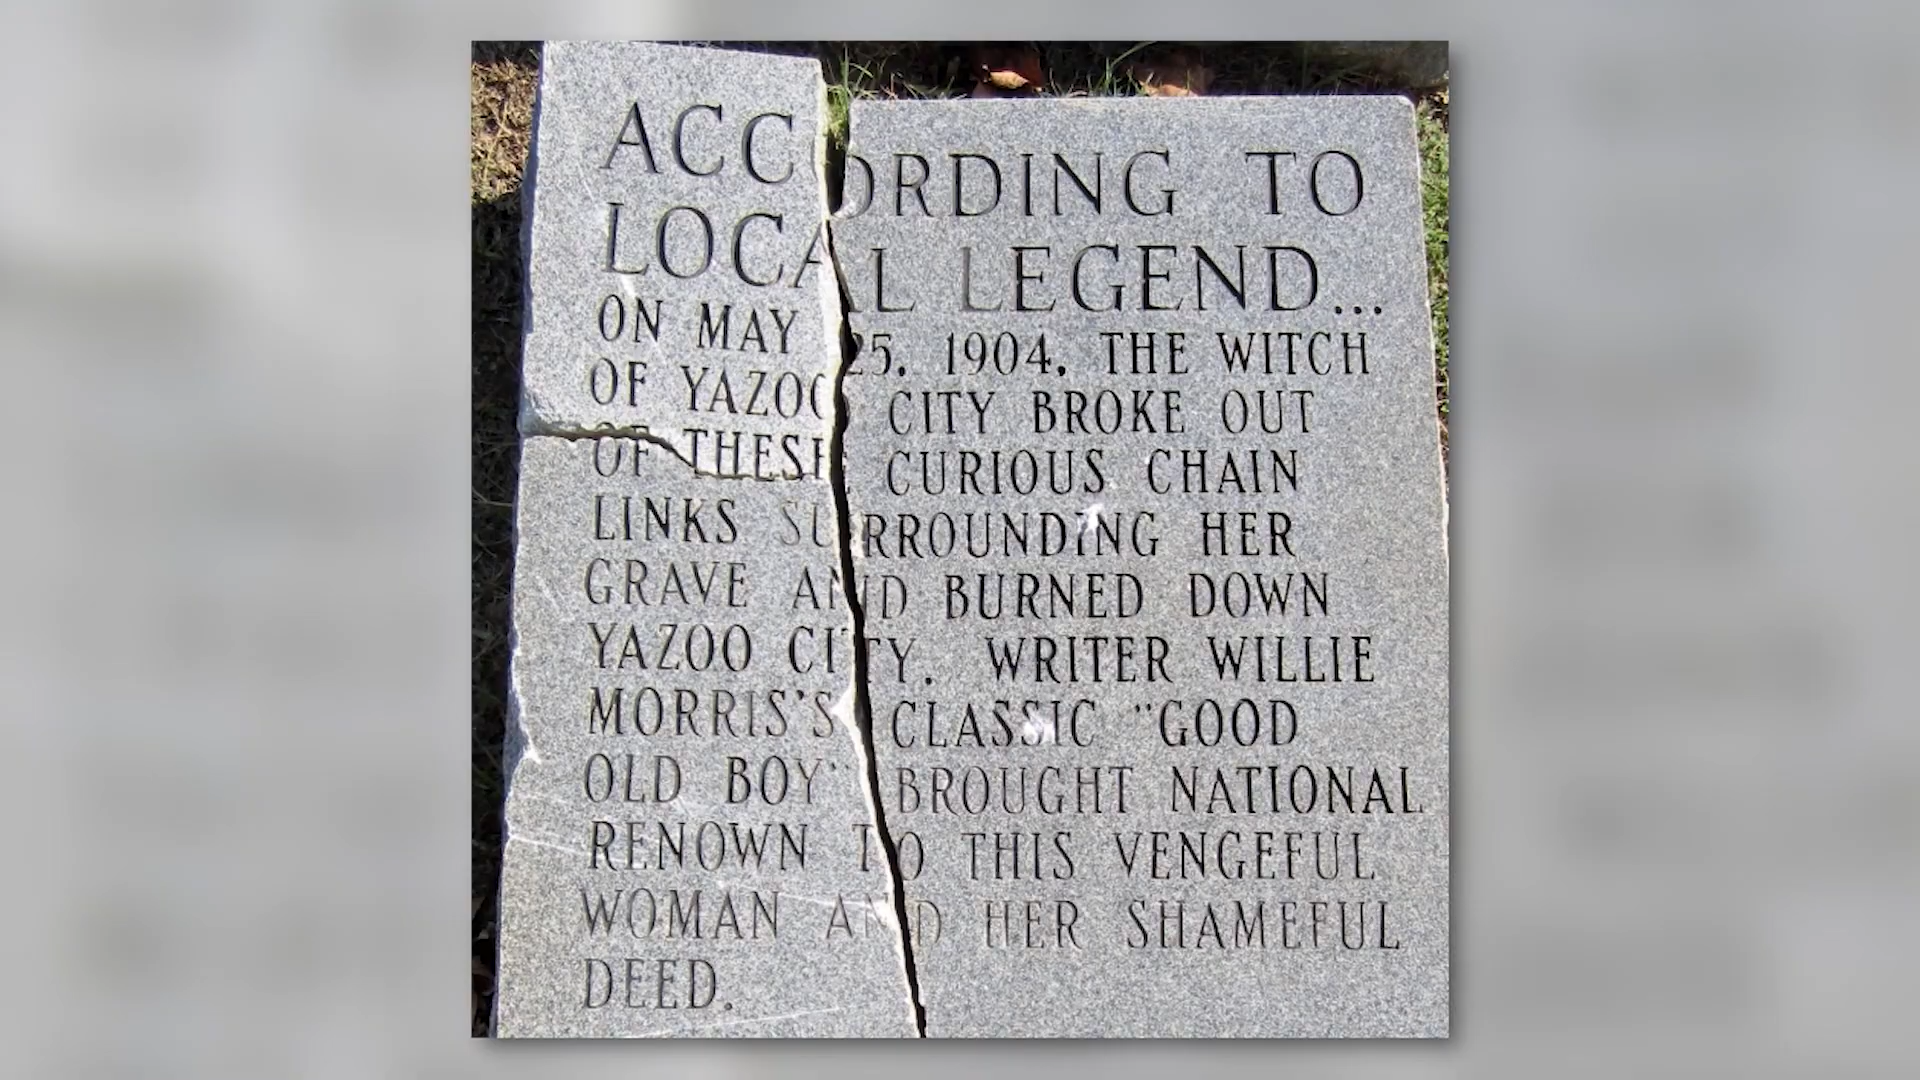 ACCORDING TO
LOCAL LEGEND...
ON MAY 25, 1904, THE WITCH
OF YAZOO CITY BROKE OUT
OF THESE CURIOUS CHAIN
LINKS SURROUNDING HER
GRAVE AND BURNED DOWN
YAZOO CITY. WRITER WILLIE
MORRIS'S CLASSIC "GOOD
OLD BOY" BROUGHT NATIONAL
RENOWN TO THIS VENGEFUL
WOMAN AND HER SHAMEFUL
DEED.